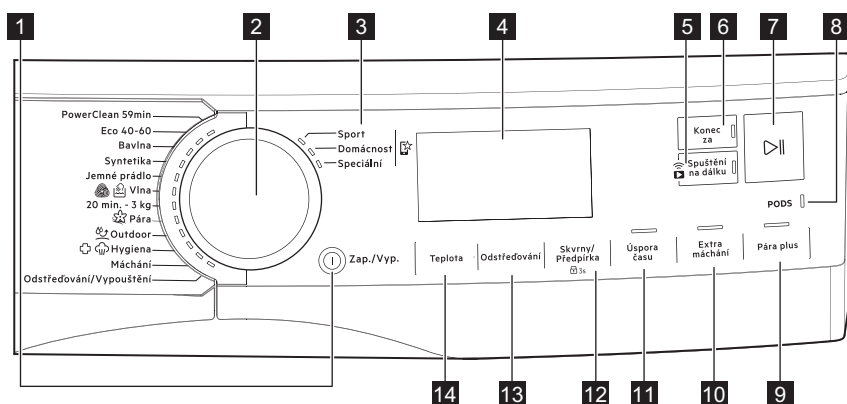 1
2
3
4
5
6
7
8
PowerClean 59min
Eco 40-60
Bavlna
Syntetika
Jemné prádlo
Vlna
20 min. - 3 kg
Pára
Outdoor
Hygiena
Máchání
Odstřeďování/Vypouštění
Sport
Domácnost
Speciální
Zap./Vyp.
Konec
za
Spuštění
na dálku
PODS
Teplota
Odstřeďování
Skvrny/
Předpírka
3s
Úspora
času
Extra
máchání
Pára plus
14
13
12
11
10
9